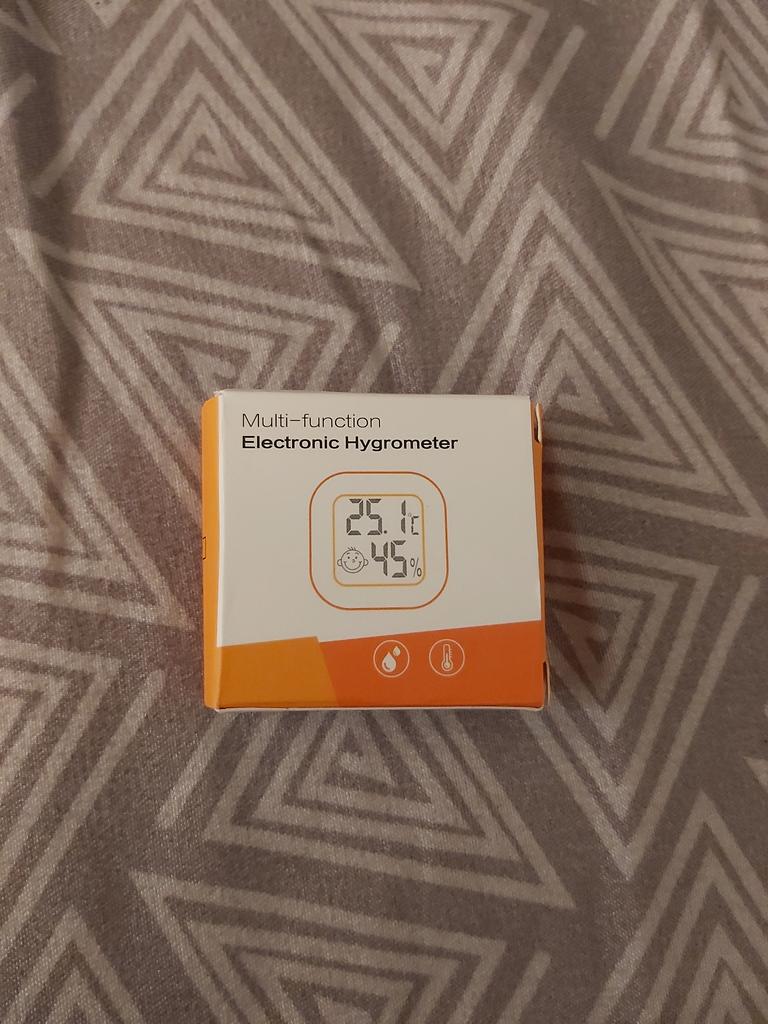 Multi-function
Electronic Hygrometer
25.1℃
45%